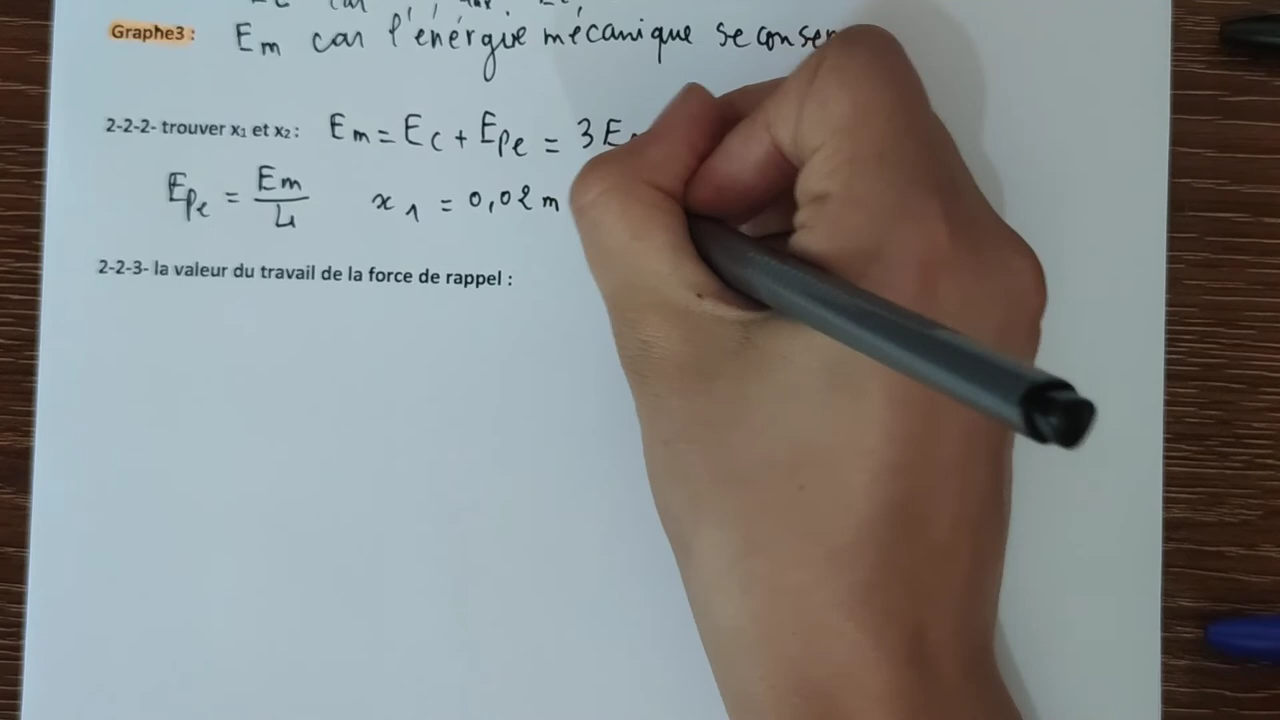 Graphe3 : Em car l'énergie mécanique se conser
2-2-2- trouver x1 et x2 : Em = Ec + Epe = 3 E
Epe = Em/4 x1 = 0,02 m
2-2-3- la valeur du travail de la force de rappel :